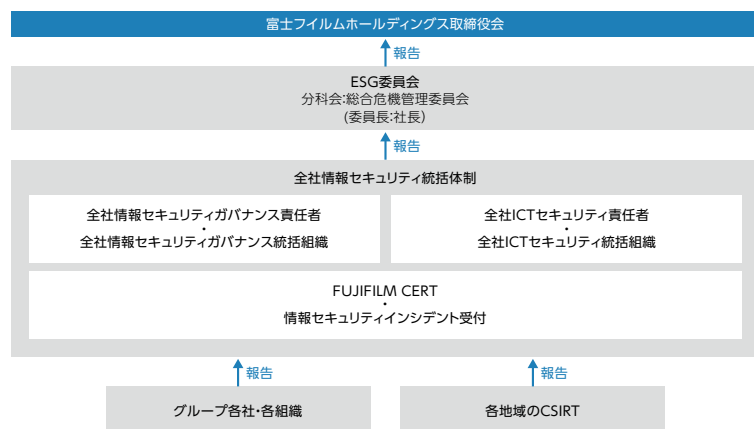 富士フイルムホールディングス取締役会
報告
ESG委員会
分科会:総合危機管理委員会
(委員長:社長)
報告
全社情報セキュリティ統括体制
全社情報セキュリティガバナンス責任者
・
全社情報セキュリティガバナンス統括組織
全社ICTセキュリティ責任者
・
全社ICTセキュリティ統括組織
FUJIFILM CERT
・
情報セキュリティインシデント受付
報告
報告
グループ各社・各組織
各地域のCSIRT